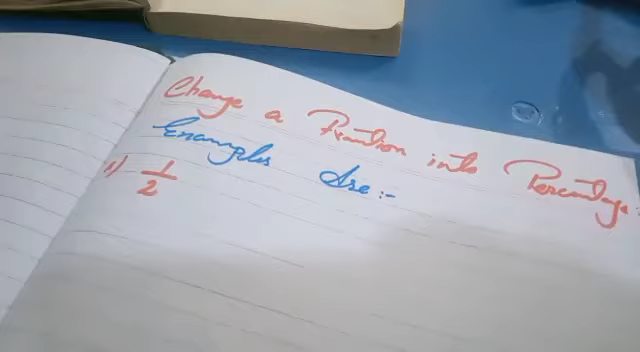 Change a Fraction into Percentage:
Examples Are:-
1) 1/2